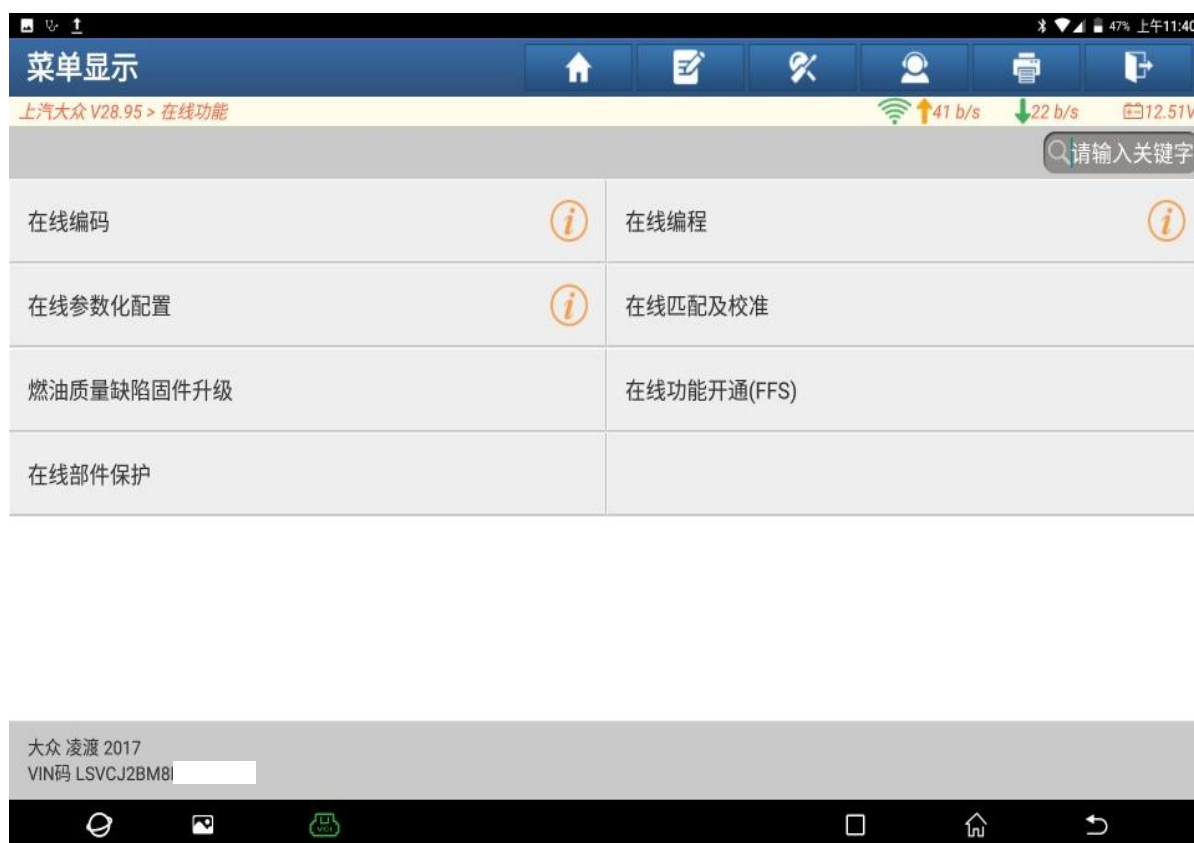 47% 上午11:40
菜单显示
上汽大众 V28.95 > 在线功能
41 b/s 22 b/s 12.51V
请输入关键字
在线编码 在线编程
在线参数化配置 在线匹配及校准
燃油质量缺陷固件升级 在线功能开通(FFS)
在线部件保护
大众 凌渡 2017
VIN码 LSVCJ2BM8
VCI